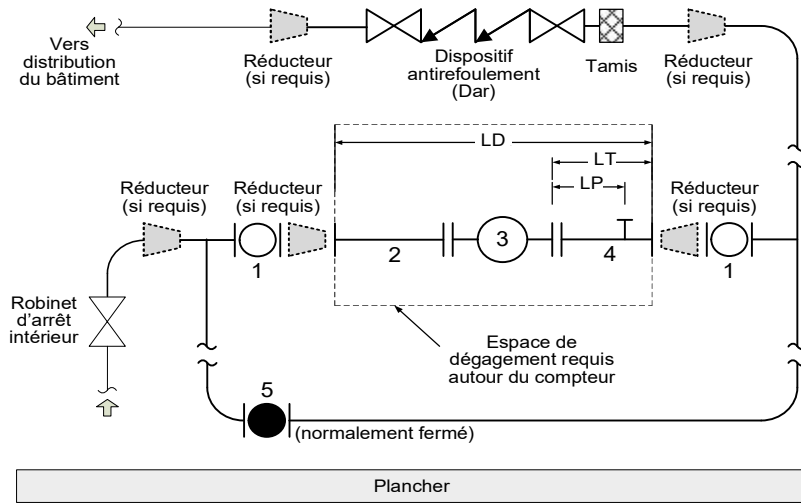 Vers
distribution
du bâtiment
Réducteur
(si requis)
Dispositif
antirefoulement
(Dar)
Tamis
Réducteur
(si requis)
LD
LT
LP
Réducteur
(si requis)
Réducteur
(si requis)
Réducteur
(si requis)
1
2
3
4
1
Robinet
d'arrêt
intérieur
Espace de
dégagement requis
autour du compteur
5
(normalement fermé)
Plancher